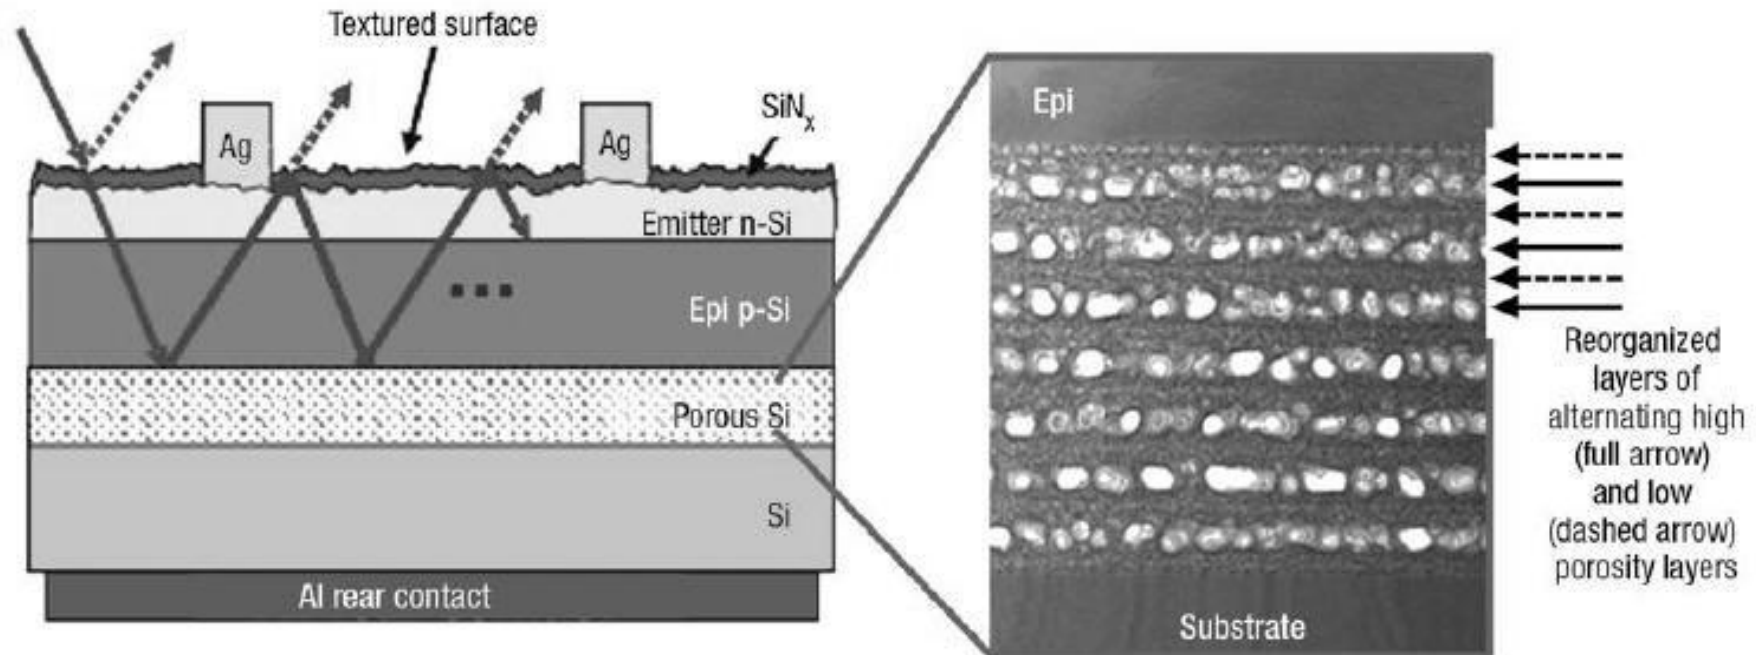 Textured surface
SiNx
Ag
Ag
Emitter n-Si
Epi p-Si
Porous Si
Si
Al rear contact
Epi
Substrate
Reorganized
layers of
alternating high
(full arrow)
and low
(dashed arrow)
porosity layers